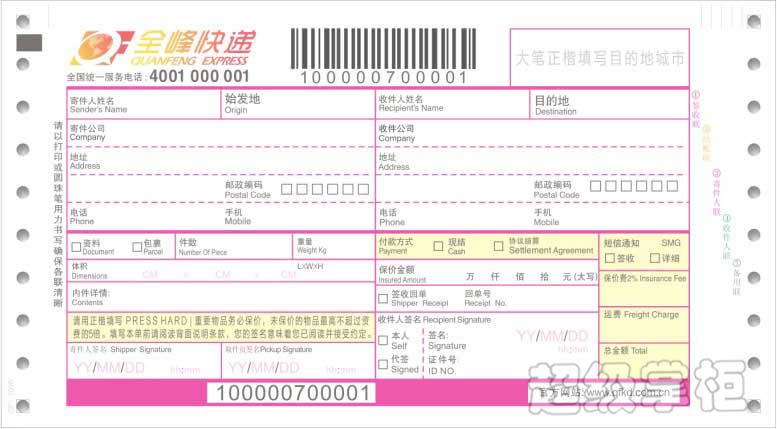 全峰快递
QUANFENG EXPRESS
全国统一服务电话:4001 000 001
100000700001
大笔正楷填写目的地城市
寄件人姓名 始发地 收件人姓名 目的地
Sender's Name Origin Recipient's Name Destination
寄件公司 收件公司
Company Company
地址 地址
Address Address
邮政编码 邮政编码
Postal Code Postal Code
电话 手机 电话 手机
Phone Mobile Phone Mobile
资料 包裹 件数 重量 付款方式 现结 协议结算 短信通知 SMG
Document Parcel Number Of Piece Weight Kg Payment Cash Settlement Agreement 签收 详细
体积 LxWxH 保价金额
Dimensions CM x CM x CM Insured Amount 万 仟 佰 拾 元 (大写) 保价费2% Insurance Fee
内件详情: 签收回单 回单号
Contents Shipper Receipt Receipt No.
运费 Freight Charge
请用正楷填写 PRESS HARD | 重要物品务必保价,未保价的物品最高不超过资
费的5倍。填写本单前请阅读背面说明条款,您的签名意味着您已阅读并接受约定。
收件人签名 Recipient Signature
本人 签名: YY/MM/DD
Self Signature hh:mm
寄件人签名 Shipper Signature 取件员签名Pickup Signature
YY/MM/DD YY/MM/DD
hh:mm hh:mm
代签 证件号
Signed ID NO.
总金额 Total
100000700001
官方网站:www.qfkd.com.cn
超级掌柜
请以打印或圆珠笔用力书写确保各联清晰
①签收联
③寄件人联
④收件人联
⑤备用联